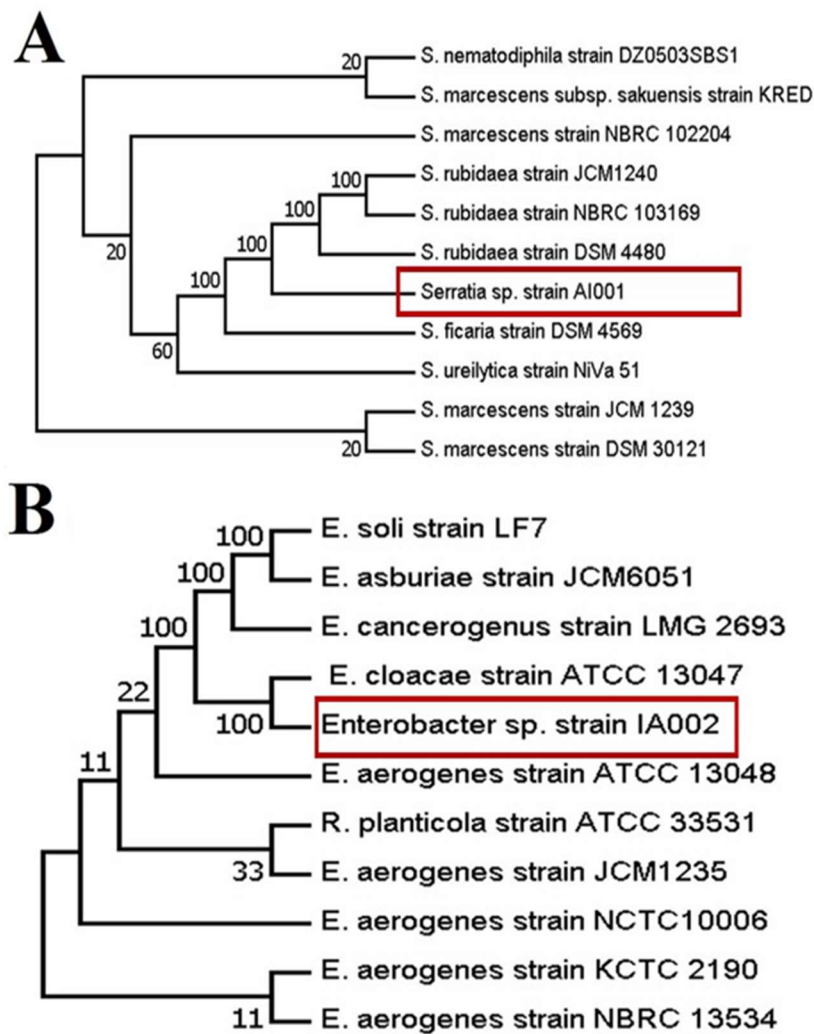 A
20
S. nematodiphila strain DZ0503SBS1
S. marcescens subsp. sakuensis strain KRED
S. marcescens strain NBRC 102204
100
S. rubidaea strain JCM1240
100
S. rubidaea strain NBRC 103169
100
20
S. rubidaea strain DSM 4480
100
Serratia sp. strain AI001
S. ficaria strain DSM 4569
60
S. ureilytica strain NiVa 51
S. marcescens strain JCM 1239
20
S. marcescens strain DSM 30121
B
100
E. soli strain LF7
100
E. asburiae strain JCM6051
100
E. cancerogenus strain LMG 2693
22
E. cloacae strain ATCC 13047
100
Enterobacter sp. strain IA002
11
E. aerogenes strain ATCC 13048
R. planticola strain ATCC 33531
33
E. aerogenes strain JCM1235
E. aerogenes strain NCTC10006
E. aerogenes strain KCTC 2190
11
E. aerogenes strain NBRC 13534